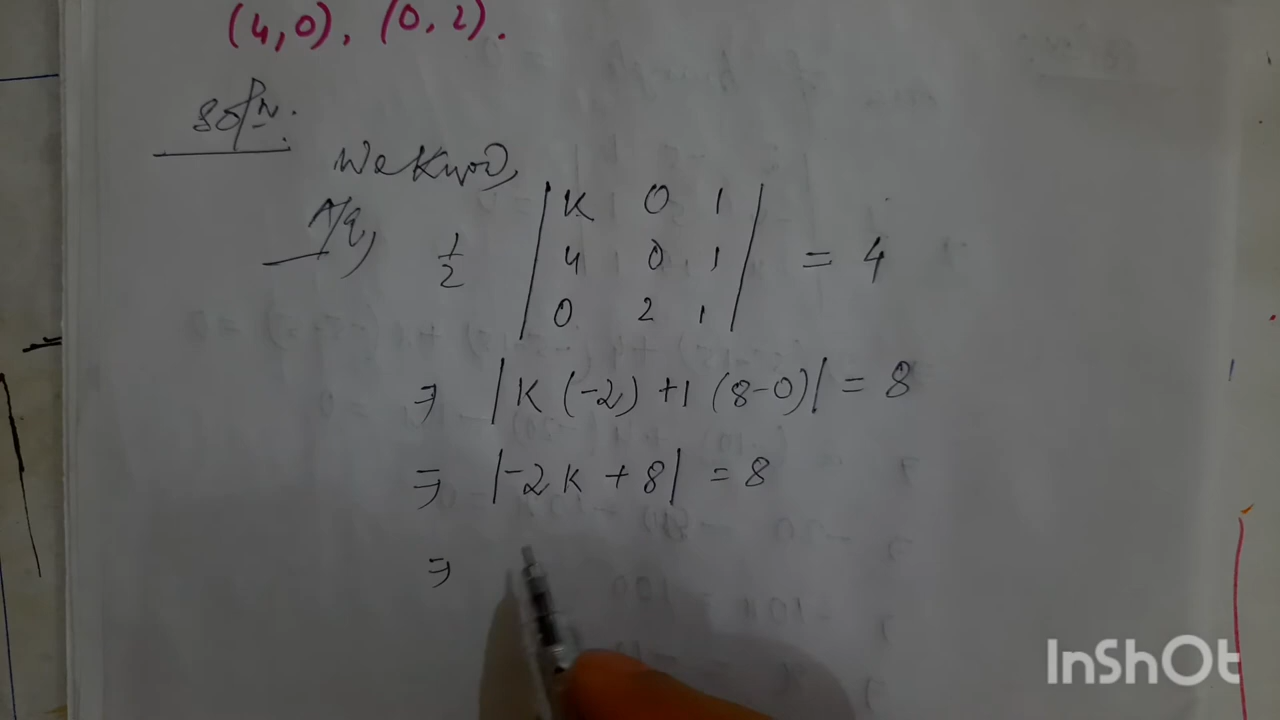 (4,0), (0,2).
Soln.
We know,
A/q,
1/2 | K 0 1 |
| 4 0 1 | = 4
| 0 2 1 |
⇒ |K (-2) +1 (8-0)| = 8
⇒ |-2K + 8| = 8
⇒
InShOt